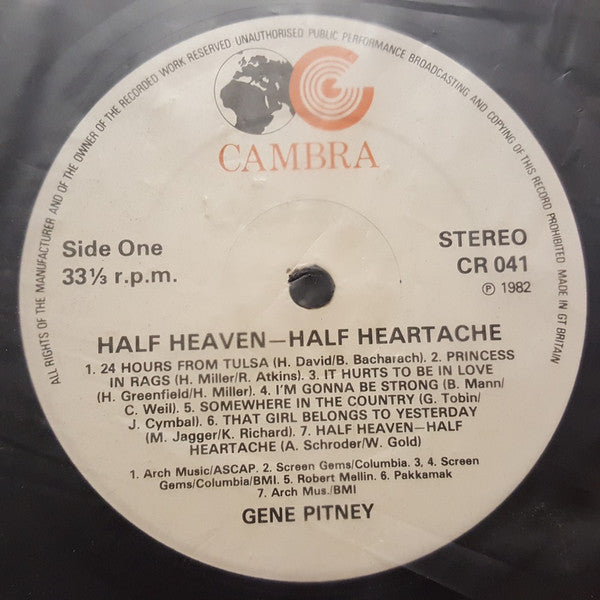 ALL RIGHTS OF THE MANUFACTURER AND OF THE OWNER OF THE RECORDED WORK RESERVED UNAUTHORISED PUBLIC PERFORMANCE BROADCASTING AND COPYING OF THIS RECORD PROHIBITED MADE IN GT BRITAIN
CAMBRA
Side One
33⅓ r.p.m.
STEREO
CR 041
℗ 1982
HALF HEAVEN—HALF HEARTACHE
1. 24 HOURS FROM TULSA (H. David/B. Bacharach). 2. PRINCESS
IN RAGS (H. Miller/R. Atkins). 3. IT HURTS TO BE IN LOVE
(H. Greenfield/H. Miller). 4. I'M GONNA BE STRONG (B. Mann/
C. Weil). 5. SOMEWHERE IN THE COUNTRY (G. Tobin/
J. Cymbal). 6. THAT GIRL BELONGS TO YESTERDAY
(M. Jagger/K. Richard). 7. HALF HEAVEN—HALF
HEARTACHE (A. Schroder/W. Gold)
1. Arch Music/ASCAP. 2. Screen Gems/Columbia. 3, 4. Screen
Gems/Columbia/BMI. 5. Robert Mellin. 6. Pakkamak
7. Arch Mus./BMI
GENE PITNEY